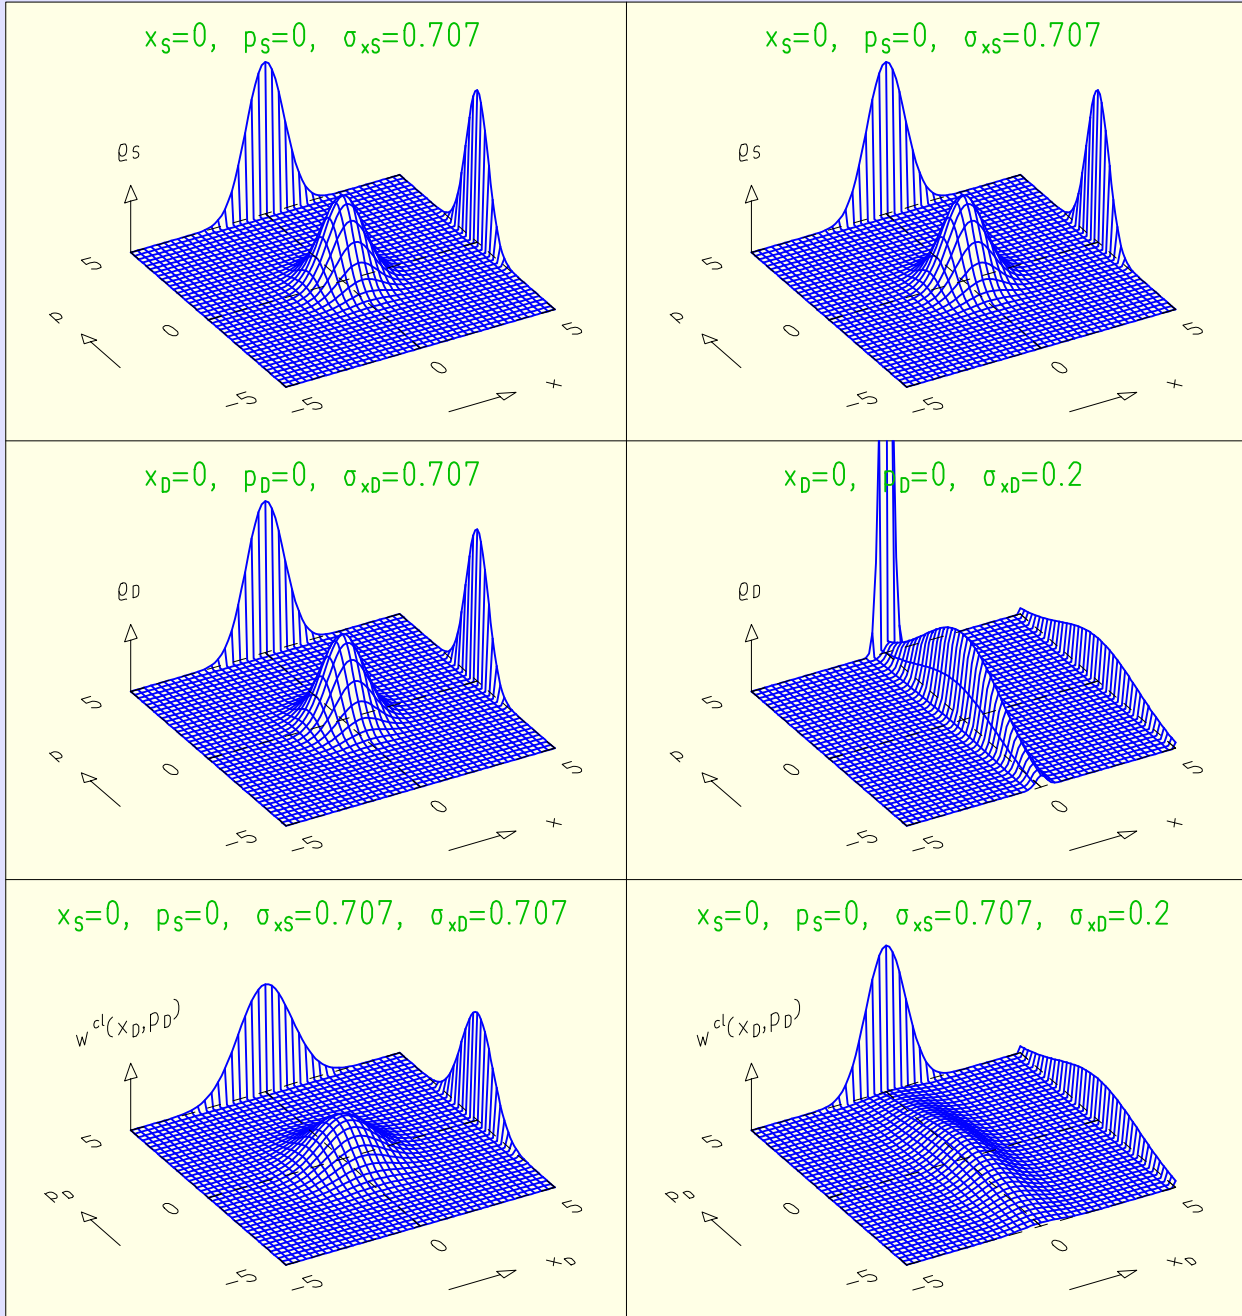 x_S=0, p_S=0, σ_xS=0.707
ϱ_S
5
p
0
-5
-5
0
x
5
x_S=0, p_S=0, σ_xS=0.707
ϱ_S
5
p
0
-5
-5
0
x
5
x_D=0, p_D=0, σ_xD=0.707
ϱ_D
5
p
0
-5
-5
0
x
5
x_D=0, p_D=0, σ_xD=0.2
ϱ_D
5
p
0
-5
-5
0
x
5
x_S=0, p_S=0, σ_xS=0.707, σ_xD=0.707
w^cl(x_D,p_D)
5
p_D
0
-5
-5
0
x_D
5
x_S=0, p_S=0, σ_xS=0.707, σ_xD=0.2
w^cl(x_D,p_D)
5
p_D
0
-5
-5
0
x_D
5